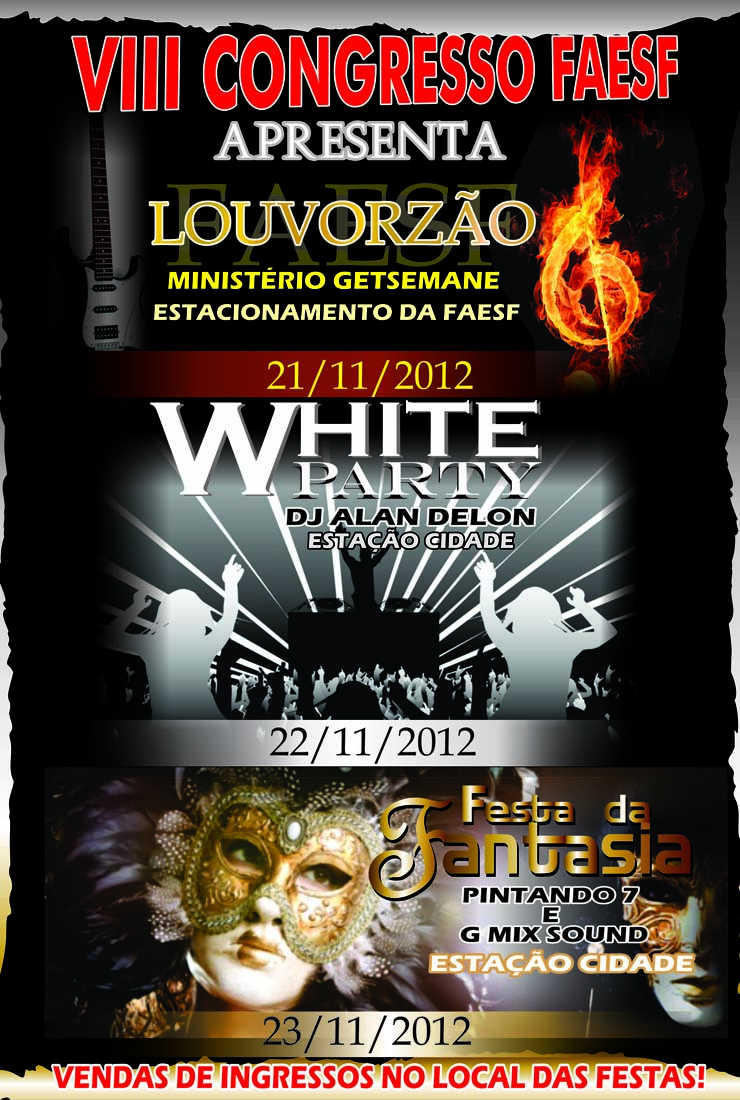 VIII CONGRESSO FAESF
APRESENTA
FAESF
LOUVORZÃO
MINISTÉRIO GETSEMANE
ESTACIONAMENTO DA FAESF
21/11/2012
WHITE
PARTY
DJ ALAN DELON
ESTAÇÃO CIDADE
22/11/2012
Festa da
Fantasia
PINTANDO 7
E
G MIX SOUND
ESTAÇÃO CIDADE
23/11/2012
VENDAS DE INGRESSOS NO LOCAL DAS FESTAS!